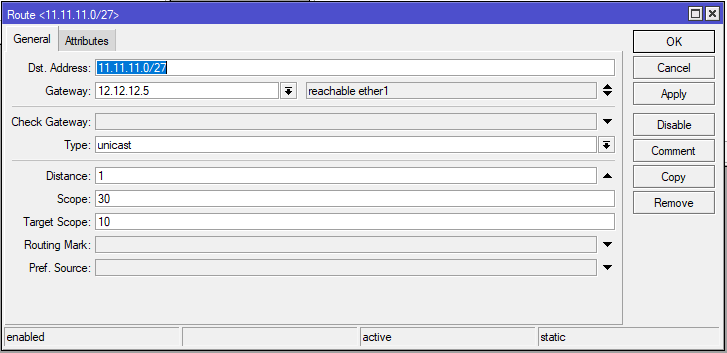 Route <11.11.11.0/27>
General Attributes
OK
Dst. Address: 11.11.11.0/27
Cancel
Gateway: 12.12.12.5 reachable ether1
Apply
Check Gateway:
Disable
Type: unicast
Comment
Distance: 1
Copy
Scope: 30
Remove
Target Scope: 10
Routing Mark:
Pref. Source:
enabled active static